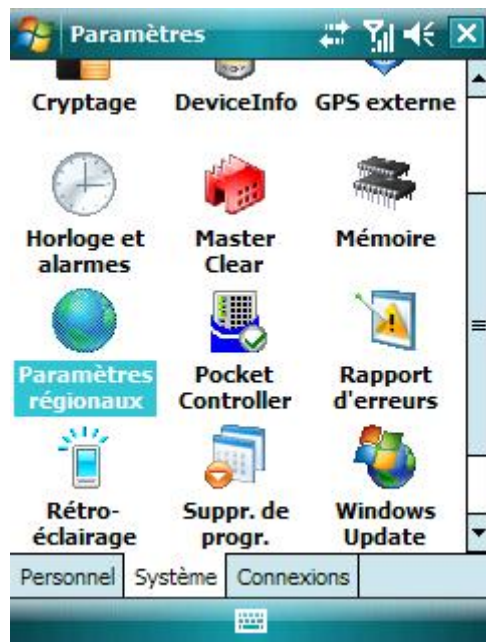 Paramètres
Cryptage DeviceInfo GPS externe
Horloge et Master Mémoire
alarmes Clear
Paramètres Pocket Rapport
régionaux Controller d'erreurs
Rétro- Suppr. de Windows
éclairage progr. Update
Personnel Système Connexions